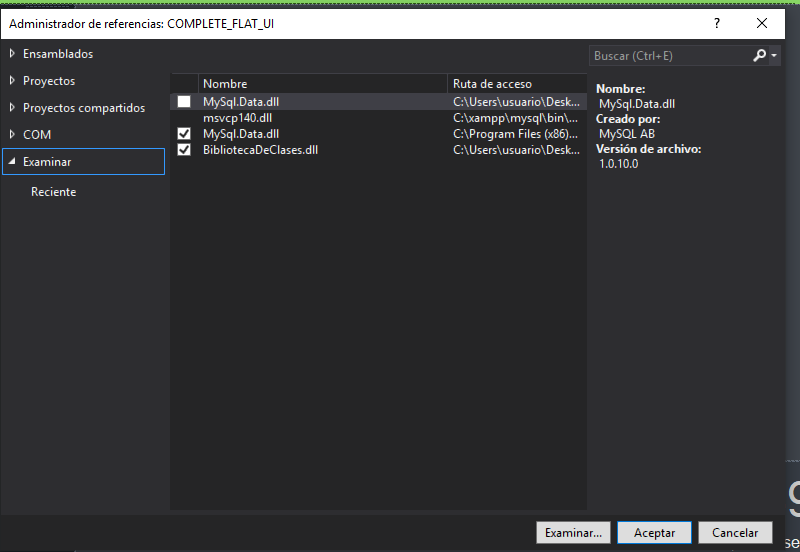 Administrador de referencias: COMPLETE_FLAT_UI ?
Ensamblados
Proyectos
Proyectos compartidos
COM
Examinar
Reciente
Nombre Ruta de acceso
MySql.Data.dll C:\Users\usuario\Desk...
msvcp140.dll C:\xampp\mysql\bin\...
MySql.Data.dll C:\Program Files (x86)...
BibliotecaDeClases.dll C:\Users\usuario\Desk...
Buscar (Ctrl+E)
Nombre:
MySql.Data.dll
Creado por:
MySQL AB
Versión de archivo:
1.0.10.0
Examinar... Aceptar Cancelar